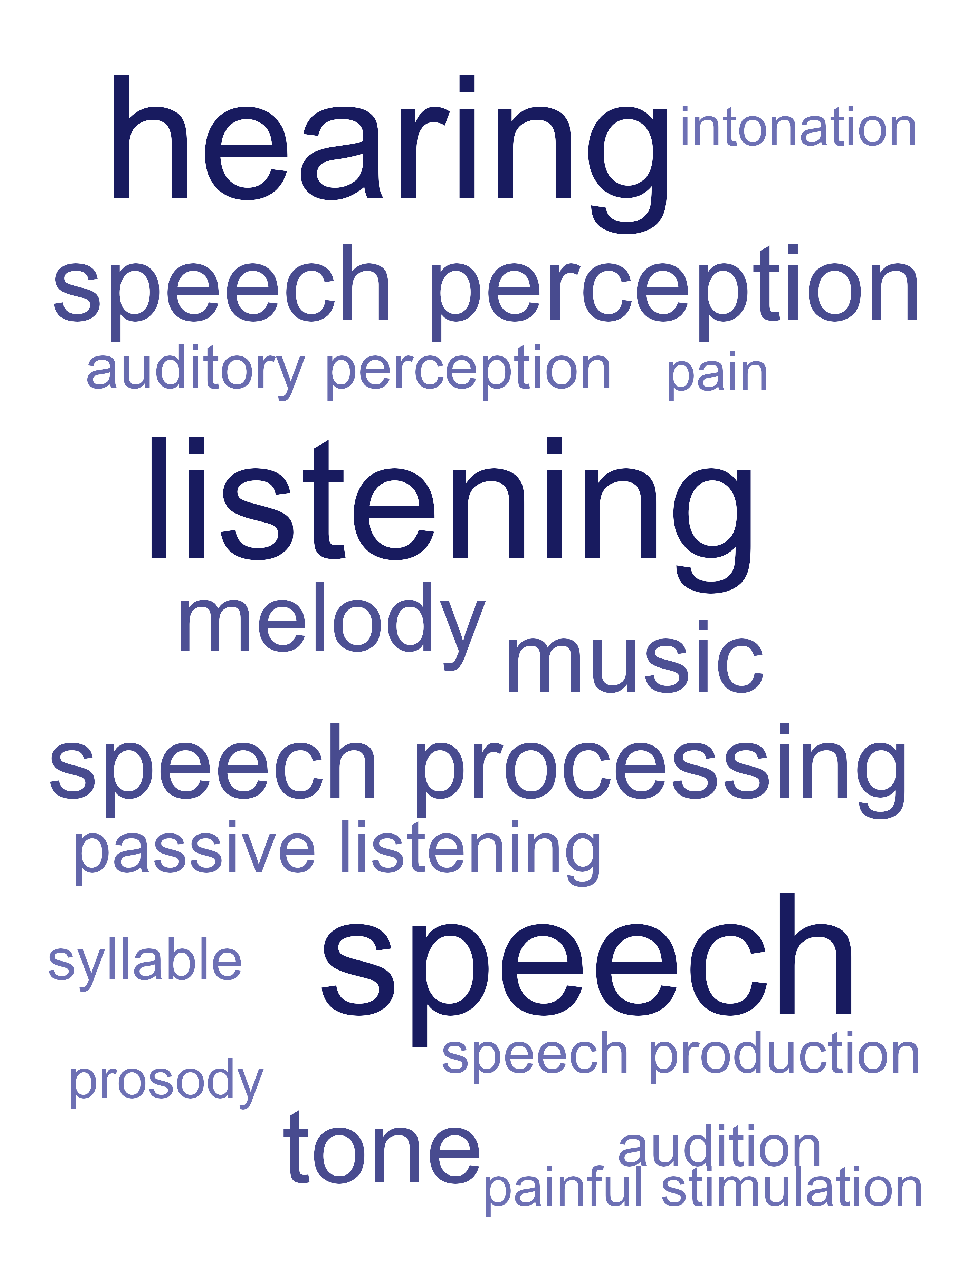 hearing
intonation
speech perception
auditory perception
pain
listening
melody
music
speech processing
passive listening
speech
syllable
speech production
prosody
tone
audition
painful stimulation